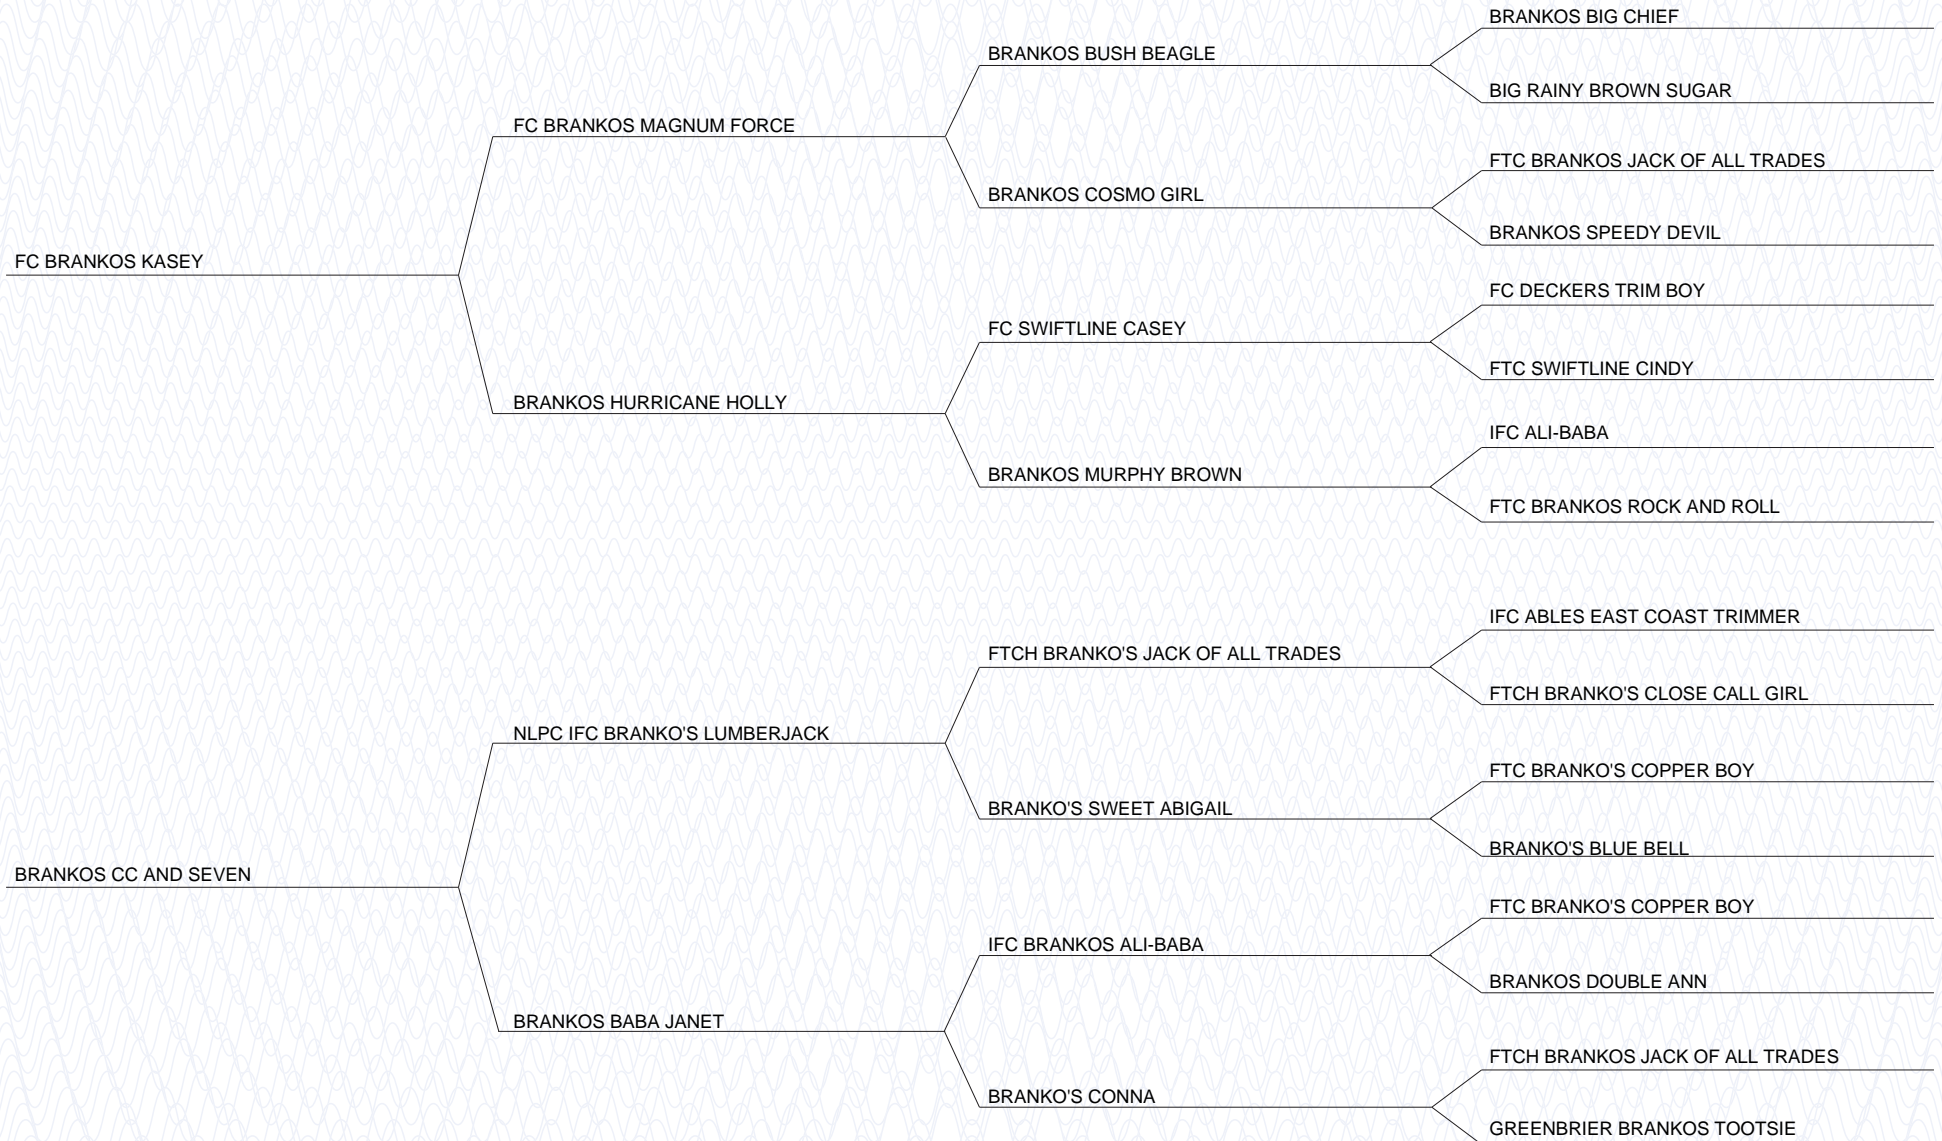 BRANKOS BIG CHIEF
BRANKOS BUSH BEAGLE
BIG RAINY BROWN SUGAR
FC BRANKOS MAGNUM FORCE
FTC BRANKOS JACK OF ALL TRADES
BRANKOS COSMO GIRL
BRANKOS SPEEDY DEVIL
FC BRANKOS KASEY
FC DECKERS TRIM BOY
FC SWIFTLINE CASEY
FTC SWIFTLINE CINDY
BRANKOS HURRICANE HOLLY
IFC ALI-BABA
BRANKOS MURPHY BROWN
FTC BRANKOS ROCK AND ROLL
IFC ABLES EAST COAST TRIMMER
FTCH BRANKO'S JACK OF ALL TRADES
FTCH BRANKO'S CLOSE CALL GIRL
NLPC IFC BRANKO'S LUMBERJACK
FTC BRANKO'S COPPER BOY
BRANKO'S SWEET ABIGAIL
BRANKO'S BLUE BELL
BRANKOS CC AND SEVEN
FTC BRANKO'S COPPER BOY
IFC BRANKOS ALI-BABA
BRANKOS DOUBLE ANN
BRANKOS BABA JANET
FTCH BRANKOS JACK OF ALL TRADES
BRANKO'S CONNA
GREENBRIER BRANKOS TOOTSIE